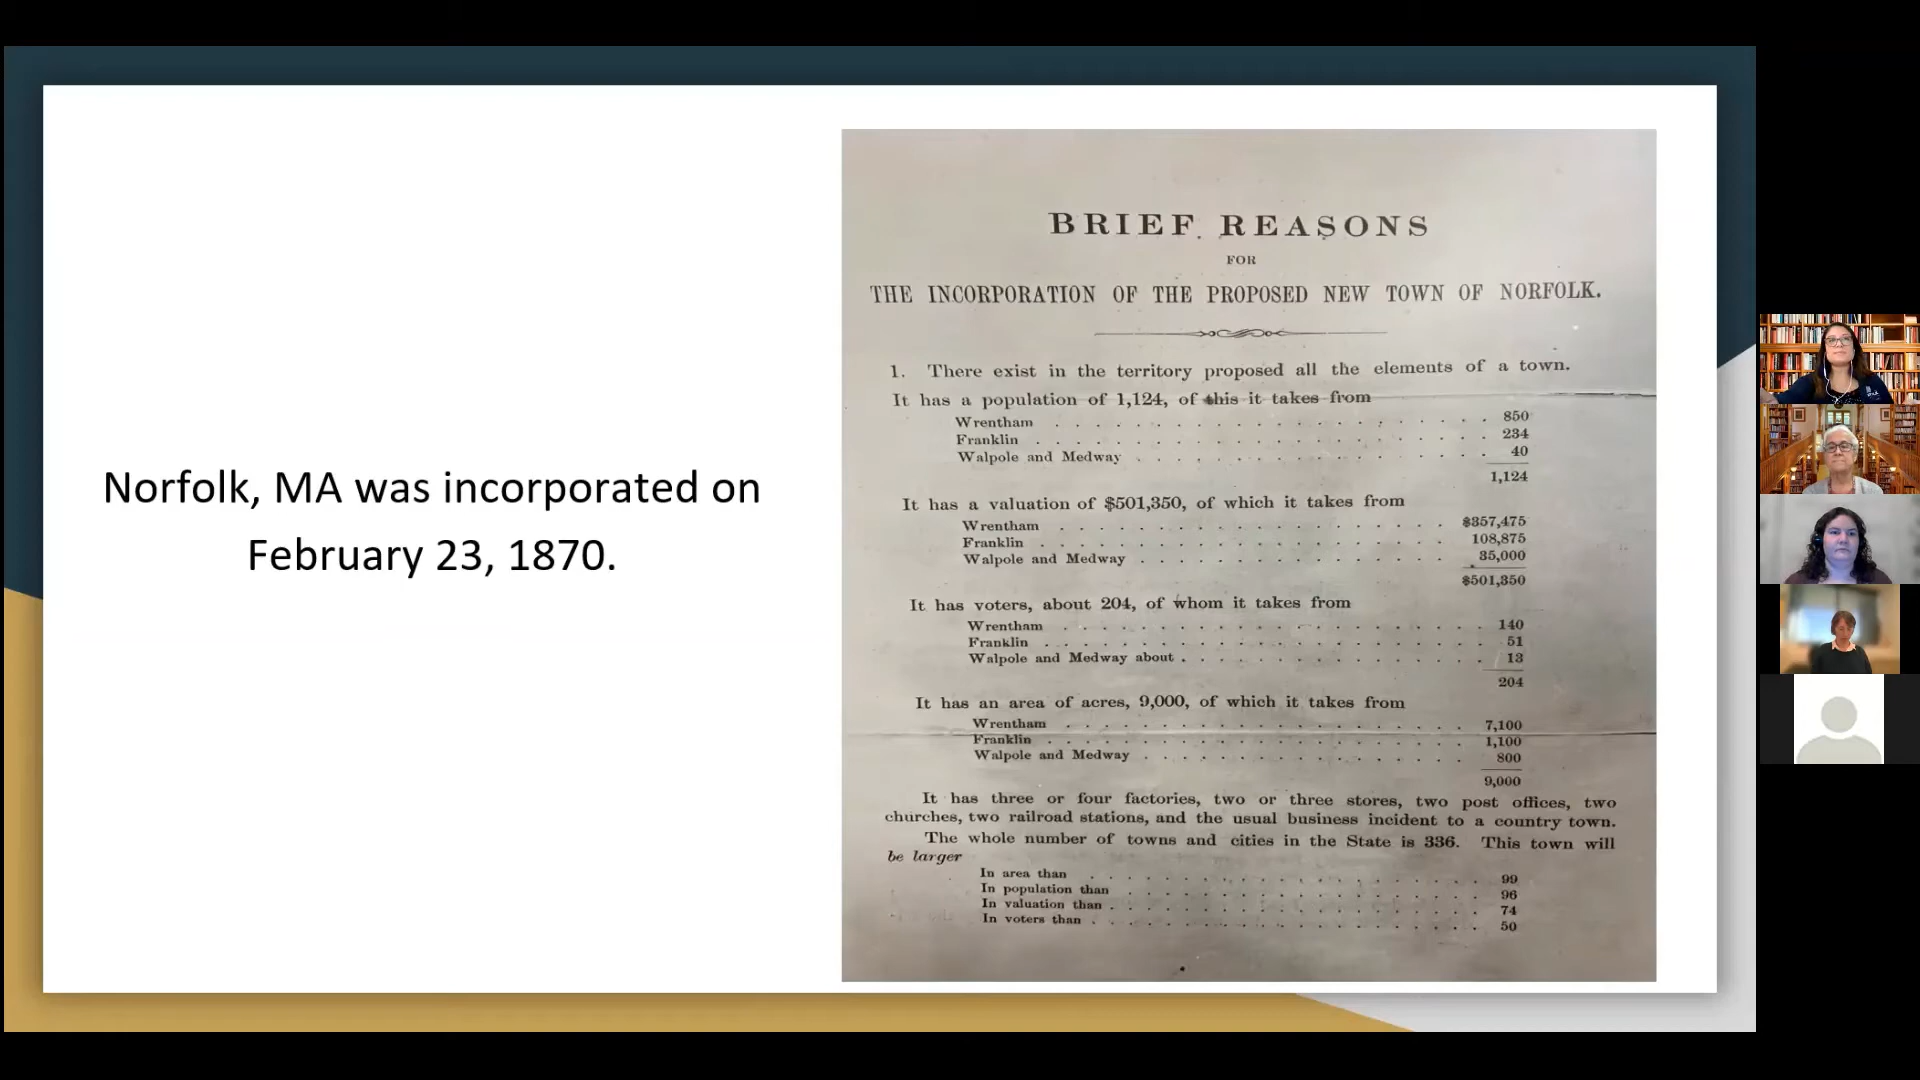 Norfolk, MA was incorporated on
February 23, 1870.
BRIEF REASONS
FOR
THE INCORPORATION OF THE PROPOSED NEW TOWN OF NORFOLK.
1. There exist in the territory proposed all the elements of a town.
It has a population of 1,124, of this it takes from
Wrentham . . . . . . . . . . . . . . . . . . 850
Franklin . . . . . . . . . . . . . . . . . . 234
Walpole and Medway . . . . . . . . . . . . . 40
1,124
It has a valuation of $501,350, of which it takes from
Wrentham . . . . . . . . . . . . . . . . . . $357,475
Franklin . . . . . . . . . . . . . . . . . . 108,875
Walpole and Medway . . . . . . . . . . . . . 35,000
$501,350
It has voters, about 204, of whom it takes from
Wrentham . . . . . . . . . . . . . . . . . . 140
Franklin . . . . . . . . . . . . . . . . . . 51
Walpole and Medway about . . . . . . . . . . 13
204
It has an area of acres, 9,000, of which it takes from
Wrentham . . . . . . . . . . . . . . . . . . 7,100
Franklin . . . . . . . . . . . . . . . . . . 1,100
Walpole and Medway . . . . . . . . . . . . . 800
9,000
It has three or four factories, two or three stores, two post offices, two
churches, two railroad stations, and the usual business incident to a country town.
The whole number of towns and cities in the State is 336. This town will
be larger
In area than . . . . . . . . . . . . . . . . 99
In population than . . . . . . . . . . . . . 96
In valuation than . . . . . . . . . . . . . . 74
In voters than . . . . . . . . . . . . . . . 50